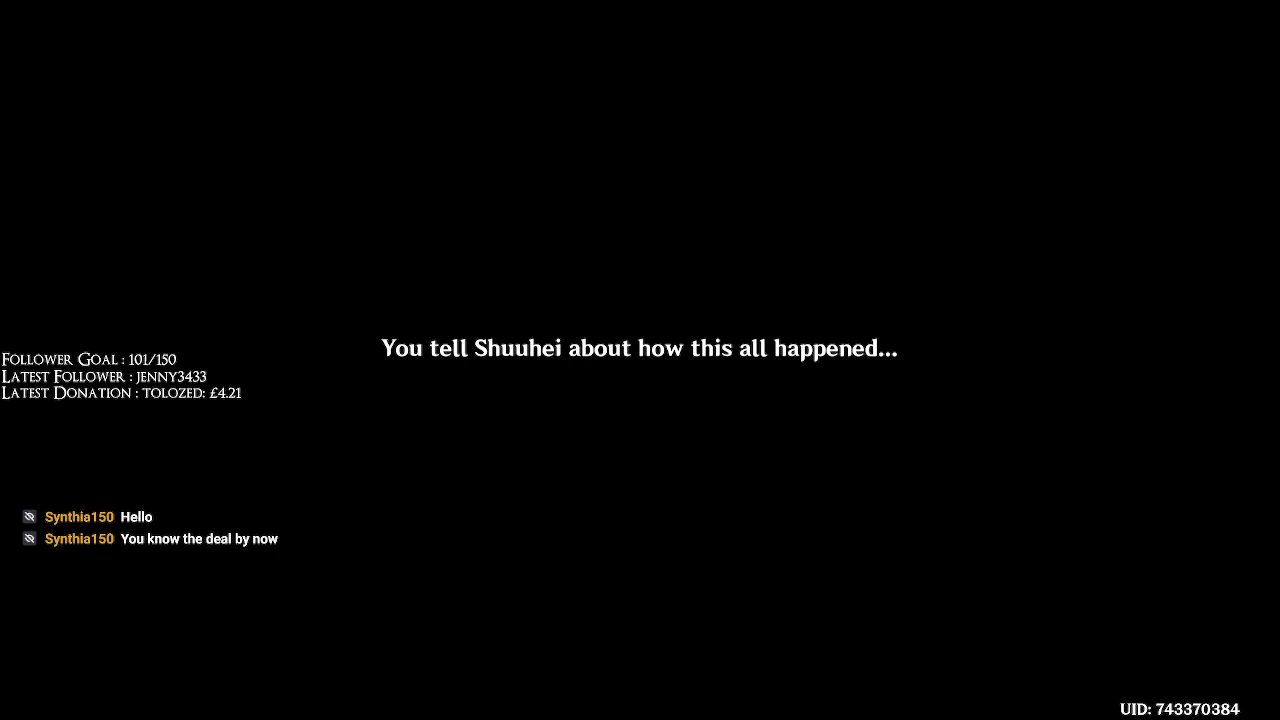 You tell Shuuhei about how this all happened...
Follower Goal : 101/150
Latest Follower : jenny3433
Latest Donation : tolozed: £4.21
Synthia150 Hello
Synthia150 You know the deal by now
UID: 743370384